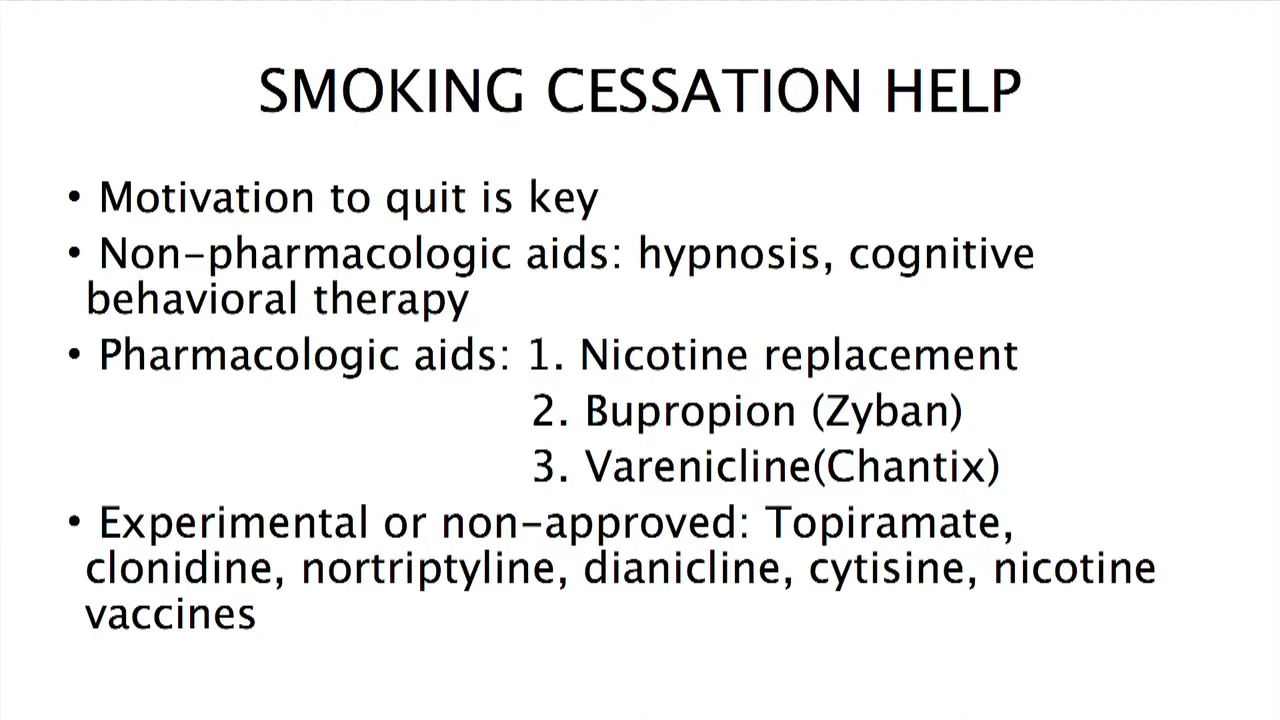 SMOKING CESSATION HELP
• Motivation to quit is key
• Non-pharmacologic aids: hypnosis, cognitive
behavioral therapy
• Pharmacologic aids: 1. Nicotine replacement
2. Bupropion (Zyban)
3. Varenicline(Chantix)
• Experimental or non-approved: Topiramate,
clonidine, nortriptyline, dianicline, cytisine, nicotine
vaccines